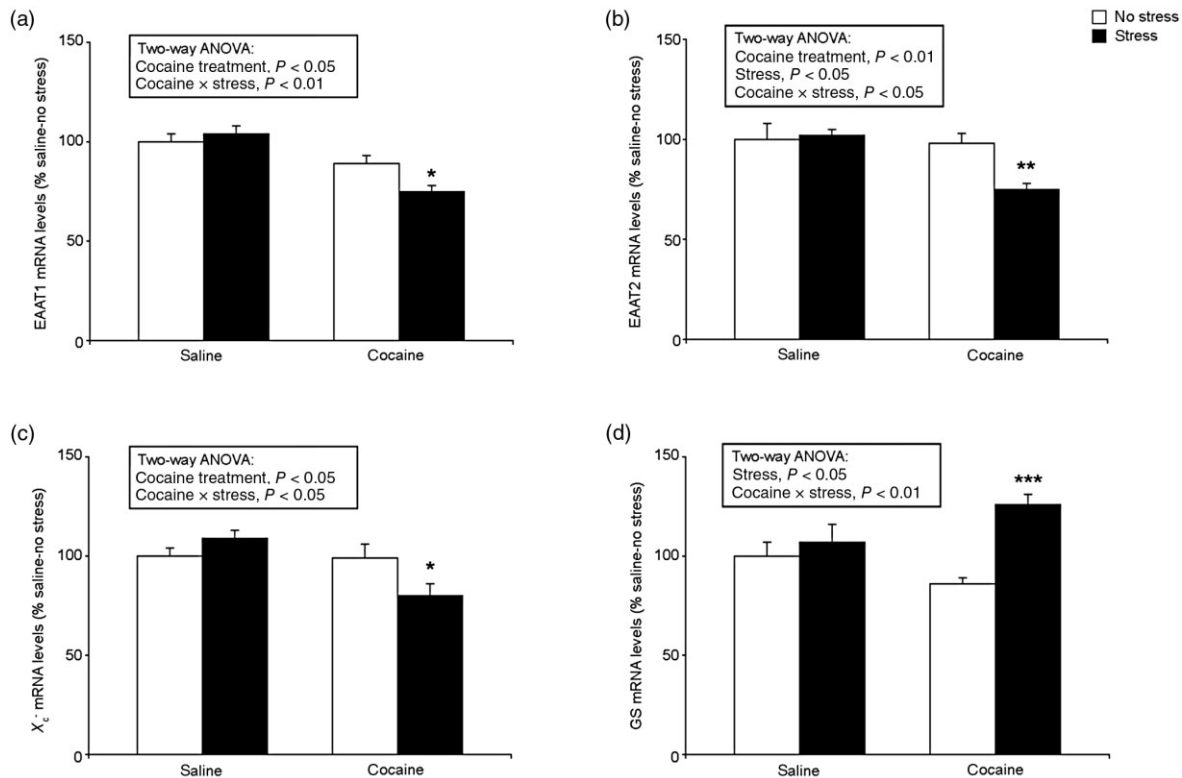 (a)
150
100
50
0
EAAT1 mRNA levels (% saline-no stress)
Two-way ANOVA:
Cocaine treatment, P < 0.05
Cocaine × stress, P < 0.01
*
Saline Cocaine
(b)
150
100
50
0
EAAT2 mRNA levels (% saline-no stress)
Two-way ANOVA:
Cocaine treatment, P < 0.01
Stress, P < 0.05
Cocaine × stress, P < 0.05
**
Saline Cocaine
No stress
Stress
(c)
150
100
50
0
Xc- mRNA levels (% saline-no stress)
Two-way ANOVA:
Cocaine treatment, P < 0.05
Cocaine × stress, P < 0.05
*
Saline Cocaine
(d)
150
100
50
0
GS mRNA levels (% saline-no stress)
Two-way ANOVA:
Stress, P < 0.05
Cocaine × stress, P < 0.01
***
Saline Cocaine